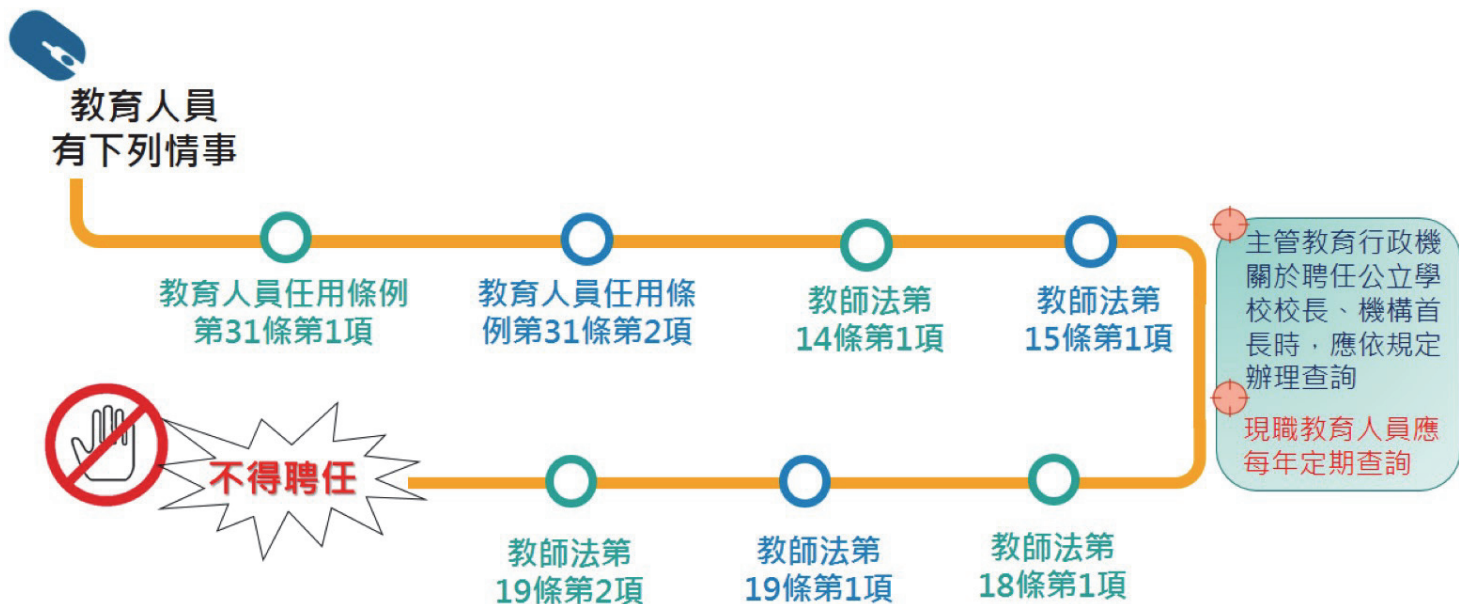 教育人員
有下列情事
教育人員任用條例
第31條第1項
教育人員任用條
例第31條第2項
教師法第
14條第1項
教師法第
15條第1項
主管教育行政機
關於聘任公立學
校校長、機構首
長時，應依規定
辦理查詢
現職教育人員應
每年定期查詢
教師法第
18條第1項
教師法第
19條第1項
教師法第
19條第2項
不得聘任